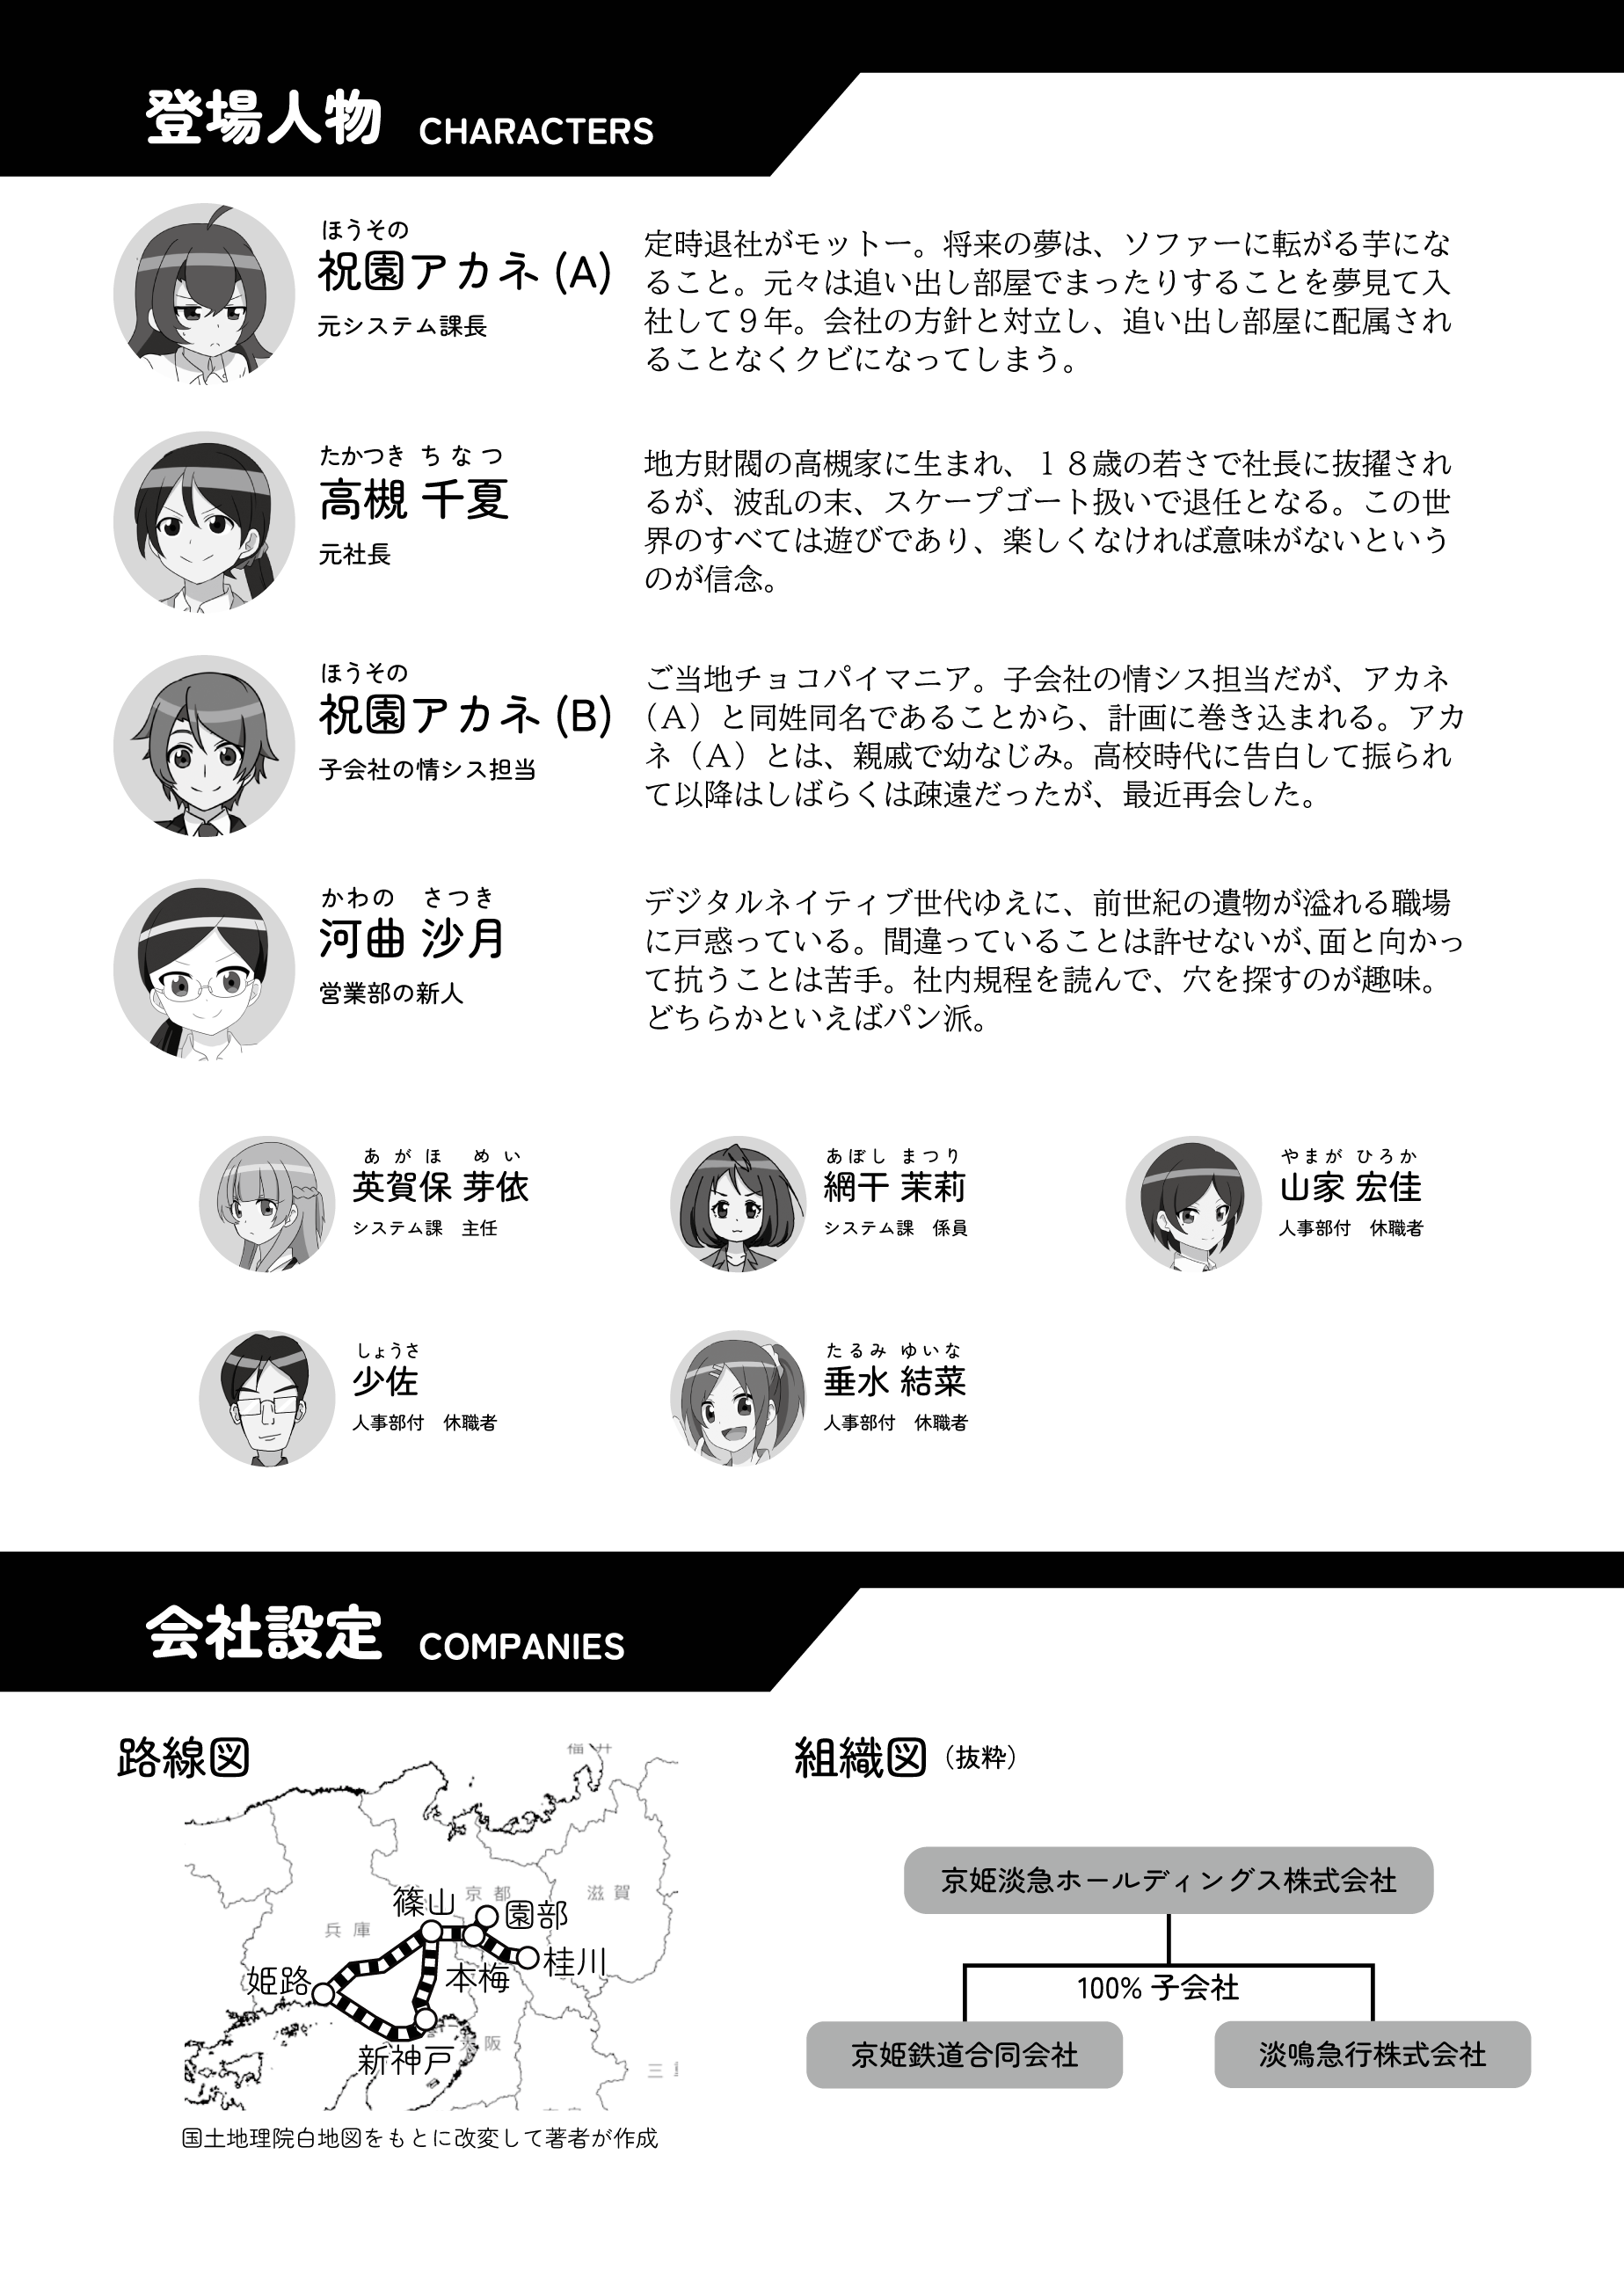 登場人物 CHARACTERS
ほうその
祝園アカネ (A)
元システム課長
定時退社がモットー。将来の夢は、ソファーに転がる芋にな
ること。元々は追い出し部屋でまったりすることを夢見て入
社して９年。会社の方針と対立し、追い出し部屋に配属され
ることなくクビになってしまう。
たかつき ちなつ
高槻 千夏
元社長
地方財閥の高槻家に生まれ、１８歳の若さで社長に抜擢され
るが、波乱の末、スケープゴート扱いで退任となる。この世
界のすべては遊びであり、楽しくなければ意味がないという
のが信念。
ほうその
祝園アカネ (B)
子会社の情シス担当
ご当地チョコパイマニア。子会社の情シス担当だが、アカネ
（Ａ）と同姓同名であることから、計画に巻き込まれる。アカ
ネ（Ａ）とは、親戚で幼なじみ。高校時代に告白して振られ
て以降はしばらくは疎遠だったが、最近再会した。
かわの さつき
河曲 沙月
営業部の新人
デジタルネイティブ世代ゆえに、前世紀の遺物が溢れる職場
に戸惑っている。間違っていることは許せないが、面と向かっ
て抗うことは苦手。社内規程を読んで、穴を探すのが趣味。
どちらかといえばパン派。
あがほ めい
英賀保 芽依
システム課 主任
あぼし まつり
網干 茉莉
システム課 係員
やまが ひろか
山家 宏佳
人事部付 休職者
しょうさ
少佐
人事部付 休職者
たるみ ゆいな
垂水 結菜
人事部付 休職者
会社設定 COMPANIES
路線図
福井
京都
滋賀
兵庫
篠山
園部
桂川
本梅
姫路
新神戸
阪
三
国土地理院白地図をもとに改変して著者が作成
組織図（抜粋）
京姫淡急ホールディングス株式会社
100% 子会社
京姫鉄道合同会社
淡鳴急行株式会社